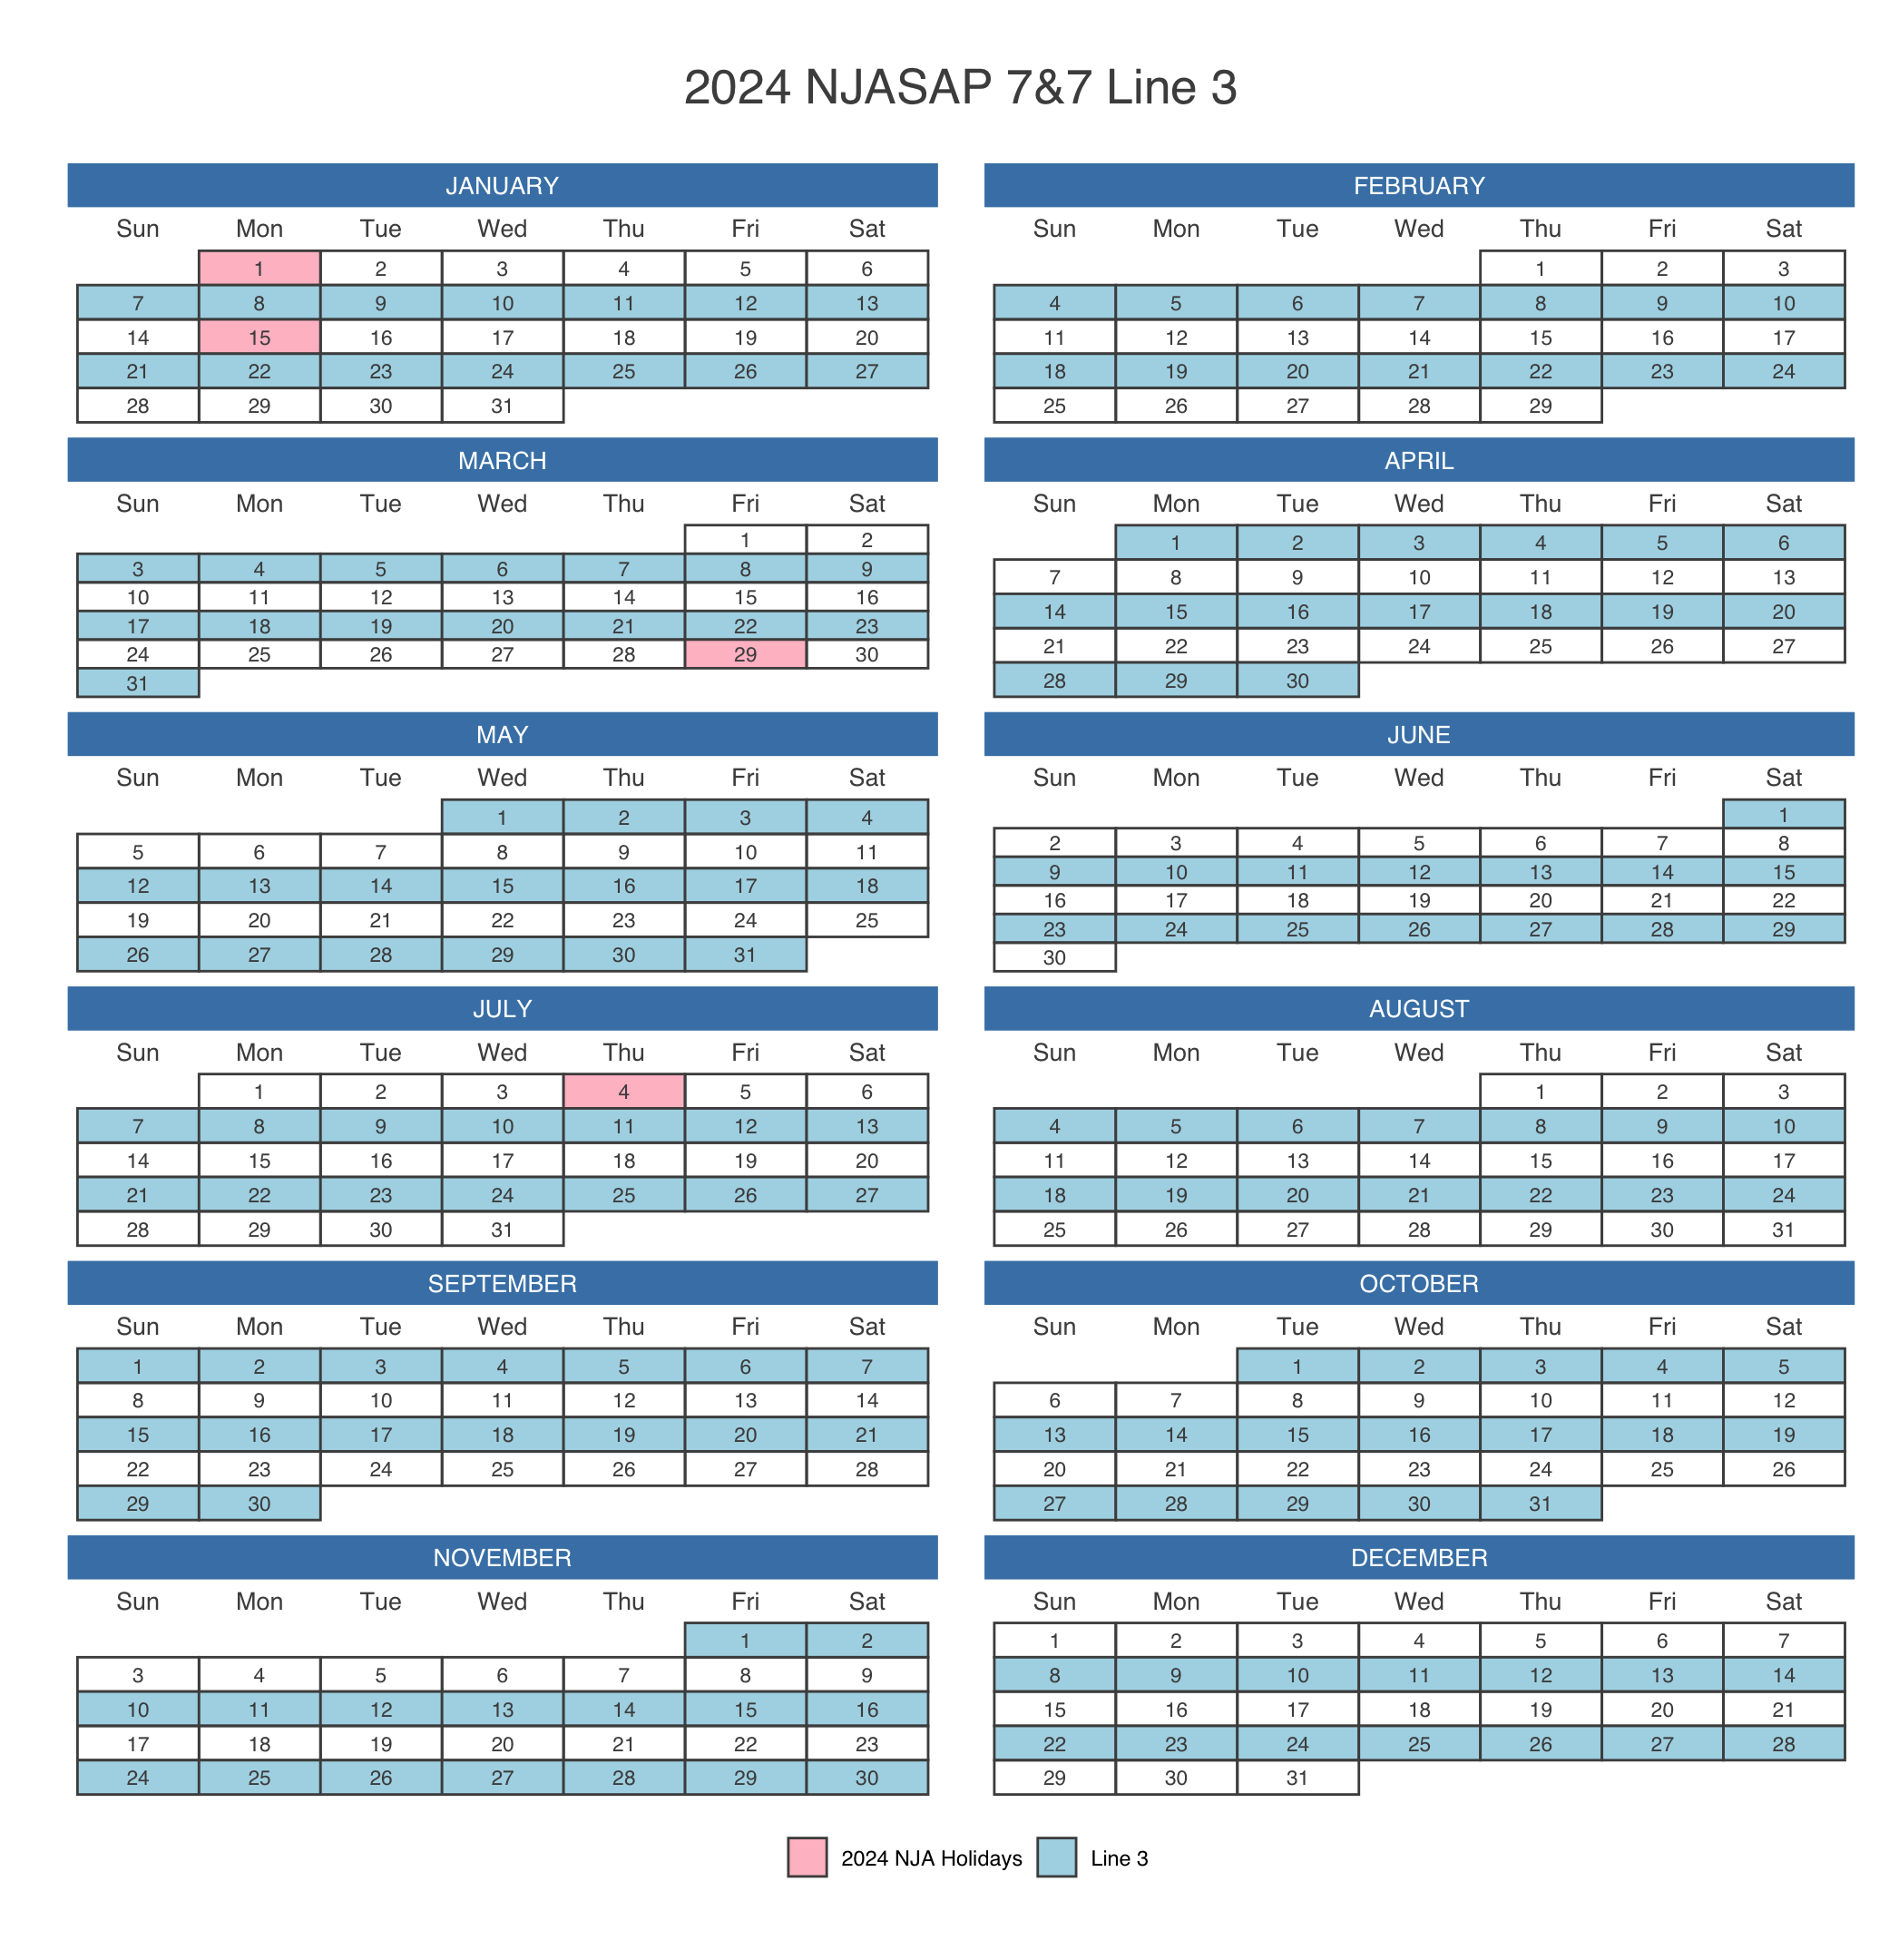 2024 NJASAP 7&7 Line 3
JANUARY
Sun Mon Tue Wed Thu Fri Sat
1 2 3 4 5 6
7 8 9 10 11 12 13
14 15 16 17 18 19 20
21 22 23 24 25 26 27
28 29 30 31
FEBRUARY
Sun Mon Tue Wed Thu Fri Sat
1 2 3
4 5 6 7 8 9 10
11 12 13 14 15 16 17
18 19 20 21 22 23 24
25 26 27 28 29
MARCH
Sun Mon Tue Wed Thu Fri Sat
1 2
3 4 5 6 7 8 9
10 11 12 13 14 15 16
17 18 19 20 21 22 23
24 25 26 27 28 29 30
31
APRIL
Sun Mon Tue Wed Thu Fri Sat
1 2 3 4 5 6
7 8 9 10 11 12 13
14 15 16 17 18 19 20
21 22 23 24 25 26 27
28 29 30
MAY
Sun Mon Tue Wed Thu Fri Sat
1 2 3 4
5 6 7 8 9 10 11
12 13 14 15 16 17 18
19 20 21 22 23 24 25
26 27 28 29 30 31
JUNE
Sun Mon Tue Wed Thu Fri Sat
1
2 3 4 5 6 7 8
9 10 11 12 13 14 15
16 17 18 19 20 21 22
23 24 25 26 27 28 29
30
JULY
Sun Mon Tue Wed Thu Fri Sat
1 2 3 4 5 6
7 8 9 10 11 12 13
14 15 16 17 18 19 20
21 22 23 24 25 26 27
28 29 30 31
AUGUST
Sun Mon Tue Wed Thu Fri Sat
1 2 3
4 5 6 7 8 9 10
11 12 13 14 15 16 17
18 19 20 21 22 23 24
25 26 27 28 29 30 31
SEPTEMBER
Sun Mon Tue Wed Thu Fri Sat
1 2 3 4 5 6 7
8 9 10 11 12 13 14
15 16 17 18 19 20 21
22 23 24 25 26 27 28
29 30
OCTOBER
Sun Mon Tue Wed Thu Fri Sat
1 2 3 4 5
6 7 8 9 10 11 12
13 14 15 16 17 18 19
20 21 22 23 24 25 26
27 28 29 30 31
NOVEMBER
Sun Mon Tue Wed Thu Fri Sat
1 2
3 4 5 6 7 8 9
10 11 12 13 14 15 16
17 18 19 20 21 22 23
24 25 26 27 28 29 30
DECEMBER
Sun Mon Tue Wed Thu Fri Sat
1 2 3 4 5 6 7
8 9 10 11 12 13 14
15 16 17 18 19 20 21
22 23 24 25 26 27 28
29 30 31
2024 NJA Holidays Line 3